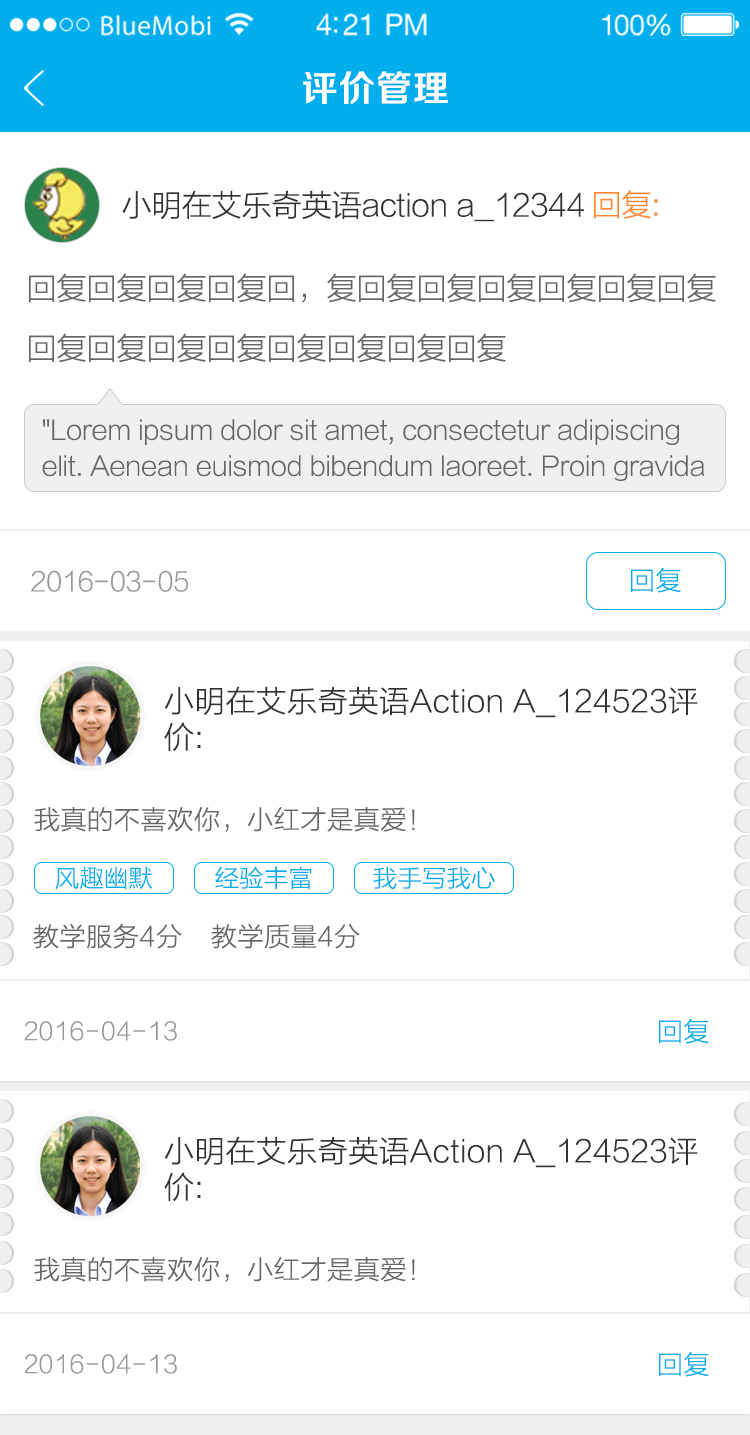 BlueMobi 4:21 PM 100%
评价管理
小明在艾乐奇英语action a_12344 回复:
回复回复回复回复回，复回复回复回复回复回复回复
回复回复回复回复回复回复回复回复
"Lorem ipsum dolor sit amet, consectetur adipiscing
elit. Aenean euismod bibendum laoreet. Proin gravida
2016-03-05 回复
小明在艾乐奇英语Action A_124523评
价:
我真的不喜欢你，小红才是真爱！
风趣幽默 经验丰富 我手写我心
教学服务4分 教学质量4分
2016-04-13 回复
小明在艾乐奇英语Action A_124523评
价:
我真的不喜欢你，小红才是真爱！
2016-04-13 回复